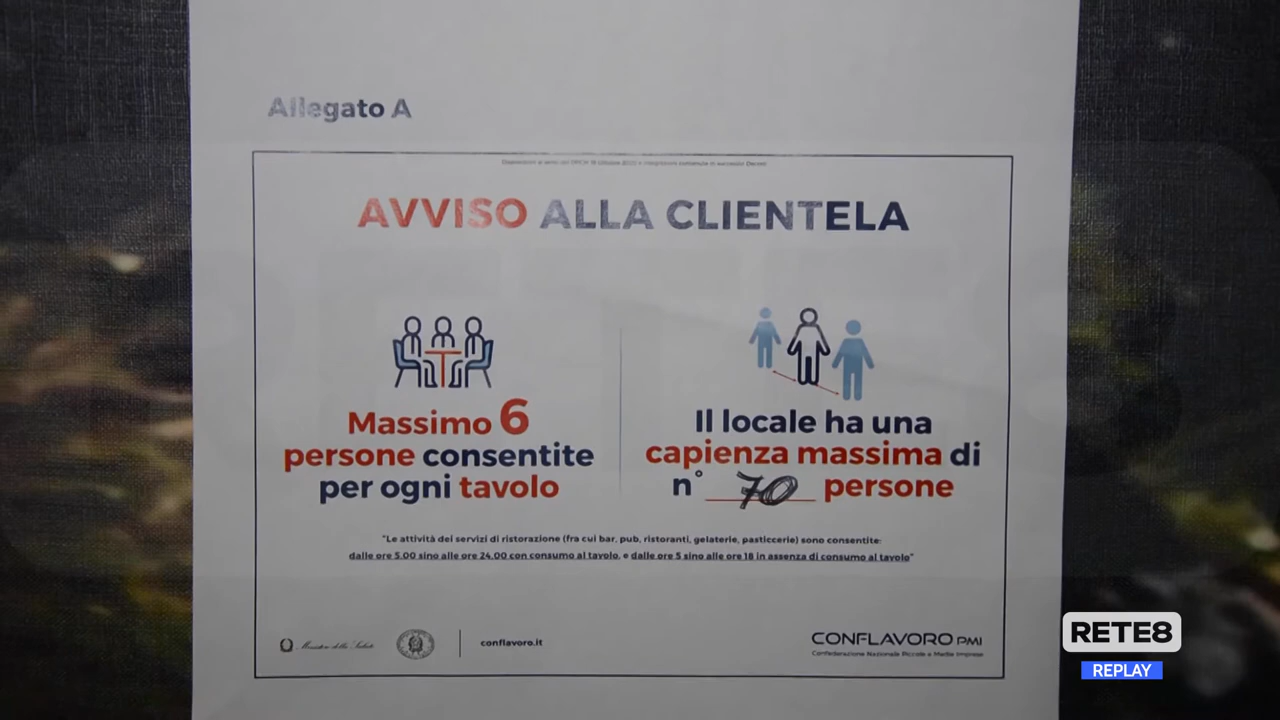 Allegato A
AVVISO ALLA CLIENTELA
Massimo 6
persone consentite
per ogni tavolo
Il locale ha una
capienza massima di
n° 70 persone
"Le attività dei servizi di ristorazione (fra cui bar, pub, ristoranti, gelaterie, pasticcerie) sono consentite:
dalle ore 5.00 sino alle ore 24.00 con consumo al tavolo, e dalle ore 5 sino alle ore 18 in assenza di consumo al tavolo"
Ministero della Salute
conflavoro.it
CONFLAVORO PMI
Confederazione Nazionale Piccole e Medie Imprese
RETE8
REPLAY